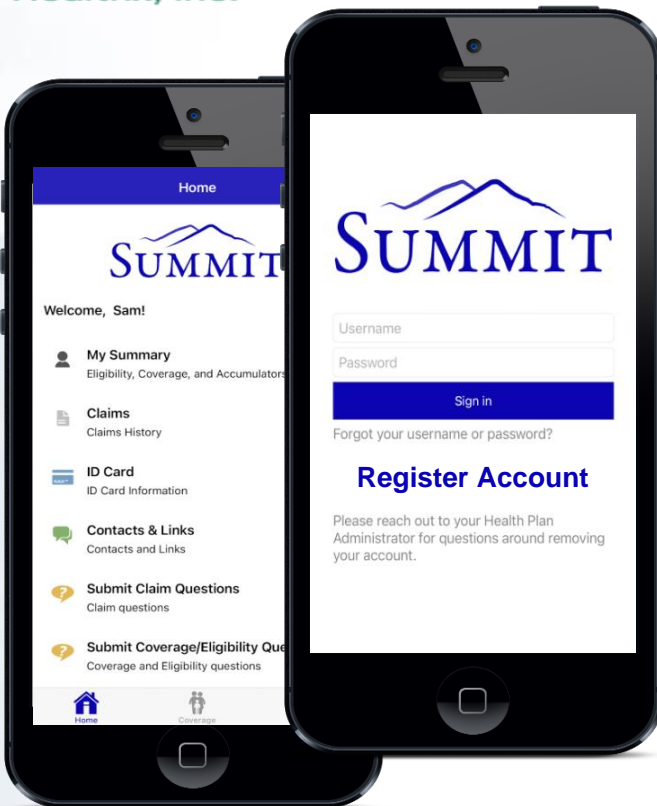 Home
SUMMIT
Welcome, Sam!
My Summary
Eligibility, Coverage, and Accumulators
Claims
Claims History
ID Card
ID Card Information
Contacts & Links
Contacts and Links
Submit Claim Questions
Claim questions
Submit Coverage/Eligibility Que
Coverage and Eligibility questions
Home
Coverage
SUMMIT
Username
Password
Sign in
Forgot your username or password?
Register Account
Please reach out to your Health Plan
Administrator for questions around removing
your account.